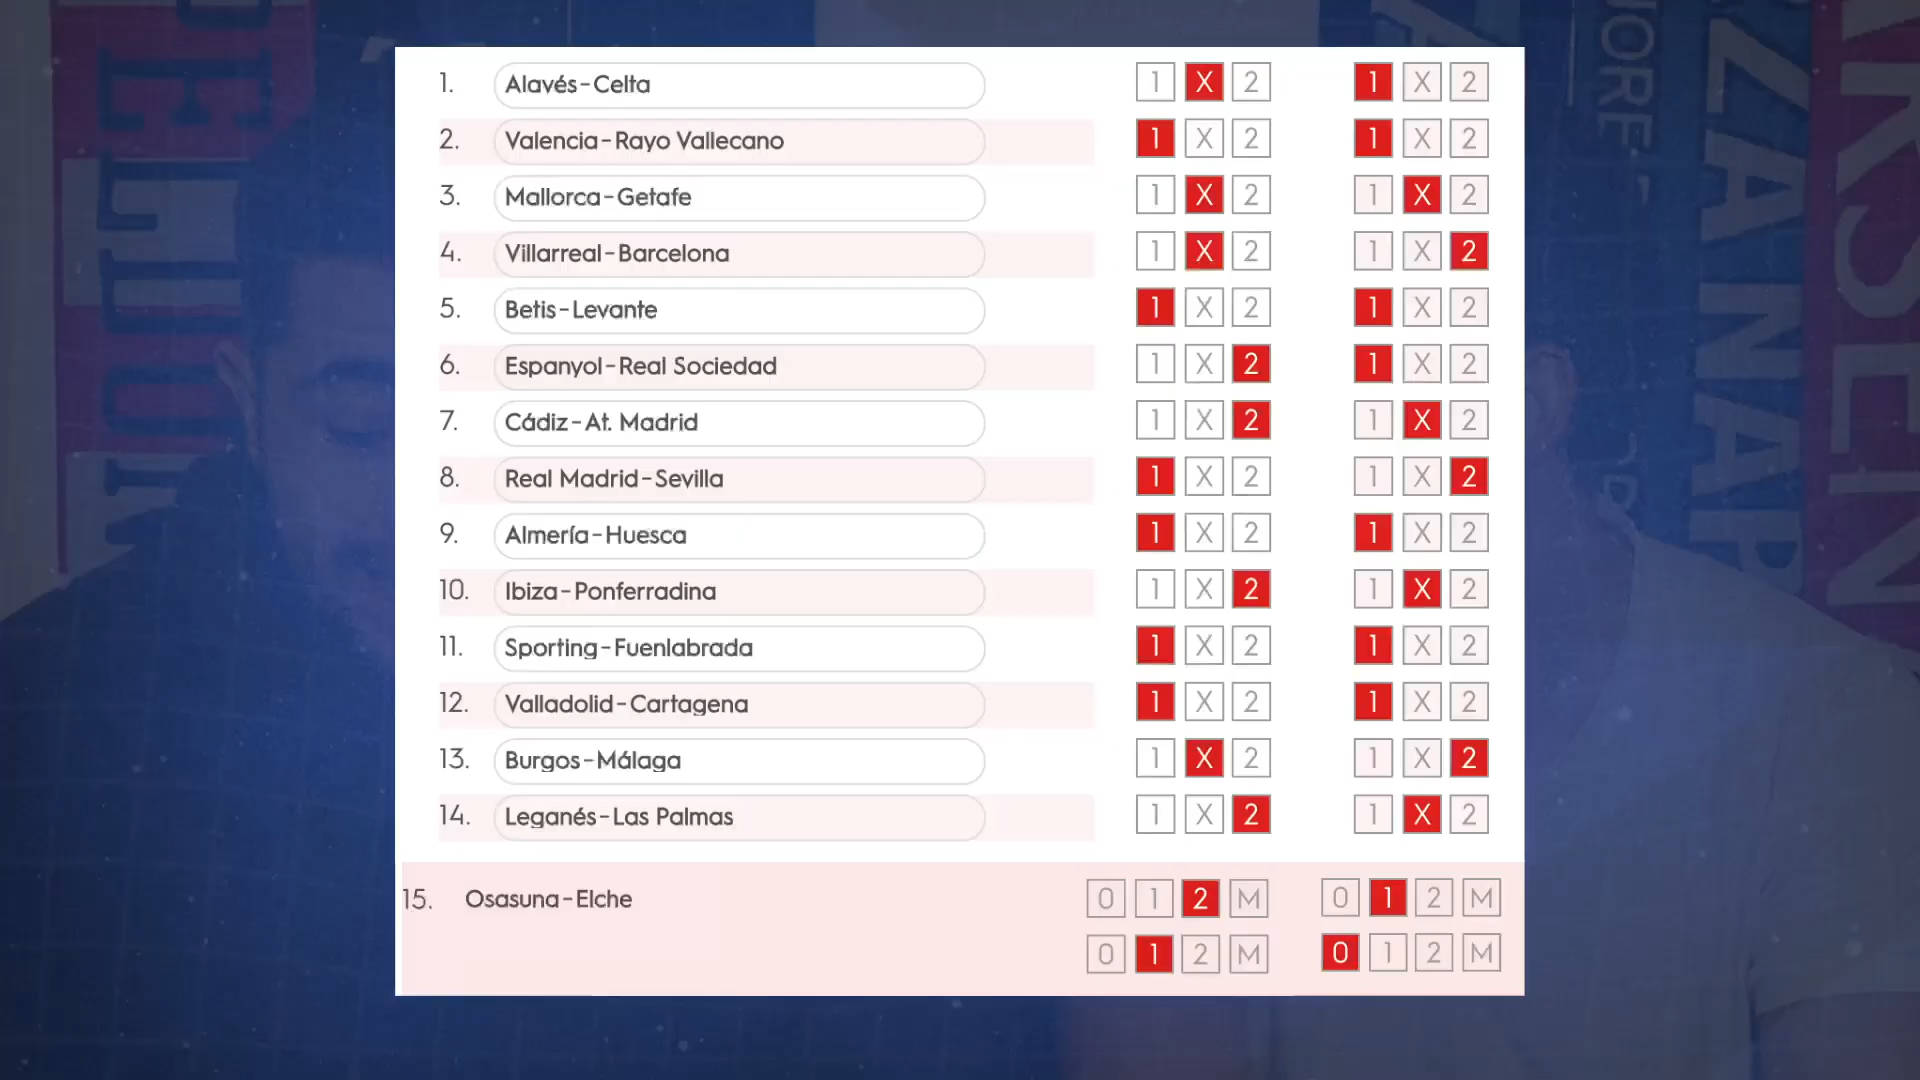 1. Alavés-Celta 1 X 2 1 X 2
2. Valencia-Rayo Vallecano 1 X 2 1 X 2
3. Mallorca-Getafe 1 X 2 1 X 2
4. Villarreal-Barcelona 1 X 2 1 X 2
5. Betis-Levante 1 X 2 1 X 2
6. Espanyol-Real Sociedad 1 X 2 1 X 2
7. Cádiz-At. Madrid 1 X 2 1 X 2
8. Real Madrid-Sevilla 1 X 2 1 X 2
9. Almería-Huesca 1 X 2 1 X 2
10. Ibiza-Ponferradina 1 X 2 1 X 2
11. Sporting-Fuenlabrada 1 X 2 1 X 2
12. Valladolid-Cartagena 1 X 2 1 X 2
13. Burgos-Málaga 1 X 2 1 X 2
14. Leganés-Las Palmas 1 X 2 1 X 2
15. Osasuna-Elche 0 1 2 M 0 1 2 M
0 1 2 M 0 1 2 M